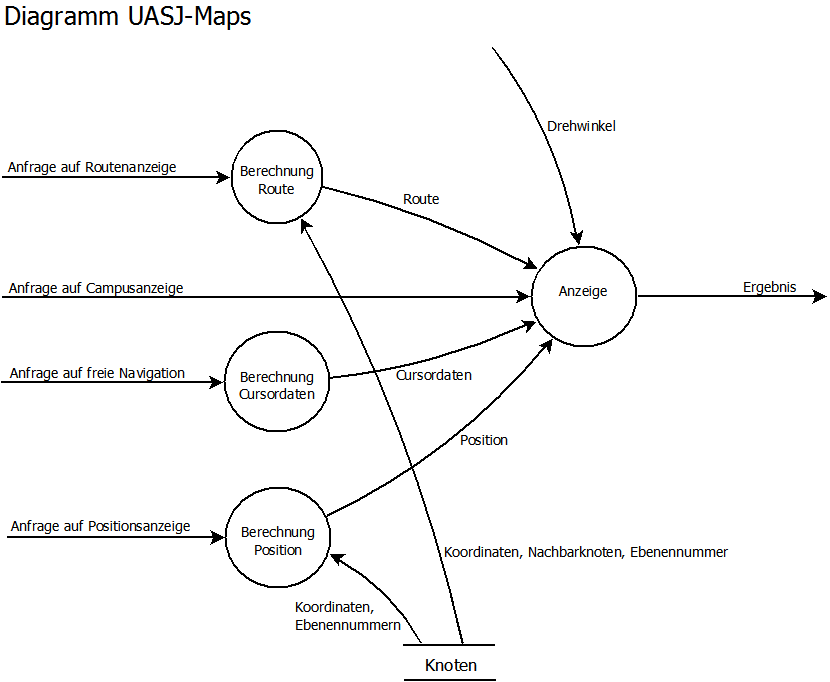 Diagramm UASJ-Maps
Drehwinkel
Anfrage auf Routenanzeige
Berechnung
Route
Route
Anfrage auf Campusanzeige
Anzeige
Ergebnis
Anfrage auf freie Navigation
Berechnung
Cursordaten
Cursordaten
Position
Anfrage auf Positionsanzeige
Berechnung
Position
Koordinaten, Nachbarknoten, Ebenennummer
Koordinaten,
Ebenennummern
Knoten